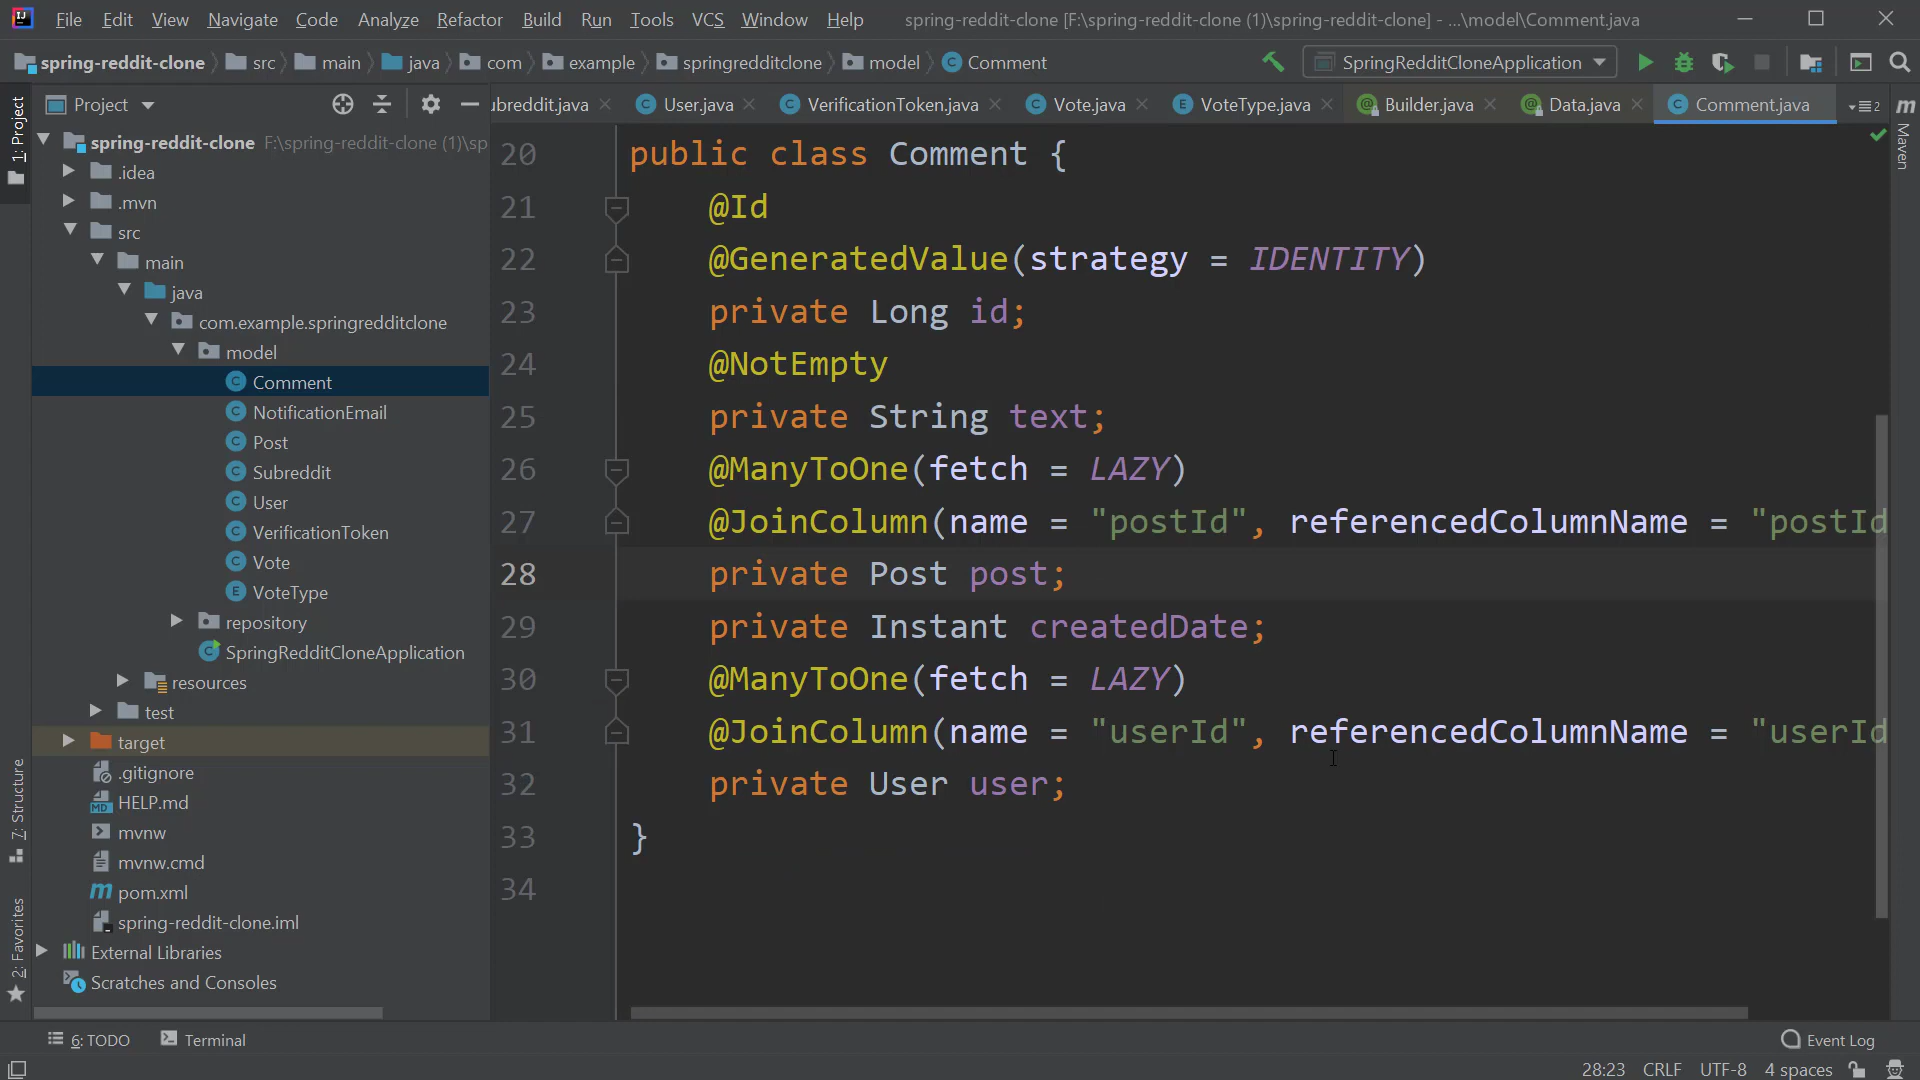 File Edit View Navigate Code Analyze Refactor Build Run Tools VCS Window Help spring-reddit-clone [F:\spring-reddit-clone (1)\spring-reddit-clone] - ...\model\Comment.java
spring-reddit-clone src main java com example springredditclone model Comment SpringRedditCloneApplication
1: Project
7: Structure
2: Favorites
Project
spring-reddit-clone F:\spring-reddit-clone (1)\sp
.idea
.mvn
src
main
java
com.example.springredditclone
model
Comment
NotificationEmail
Post
Subreddit
User
VerificationToken
Vote
VoteType
repository
SpringRedditCloneApplication
resources
test
target
.gitignore
HELP.md
mvnw
mvnw.cmd
pom.xml
spring-reddit-clone.iml
External Libraries
Scratches and Consoles
ubreddit.java User.java VerificationToken.java Vote.java VoteType.java Builder.java Data.java Comment.java 2
20 public class Comment {
21 @Id
22 @GeneratedValue(strategy = IDENTITY)
23 private Long id;
24 @NotEmpty
25 private String text;
26 @ManyToOne(fetch = LAZY)
27 @JoinColumn(name = "postId", referencedColumnName = "postId
28 private Post post;
29 private Instant createdDate;
30 @ManyToOne(fetch = LAZY)
31 @JoinColumn(name = "userId", referencedColumnName = "userId
32 private User user;
33 }
34
Maven
6: TODO Terminal Event Log
28:23 CRLF UTF-8 4 spaces